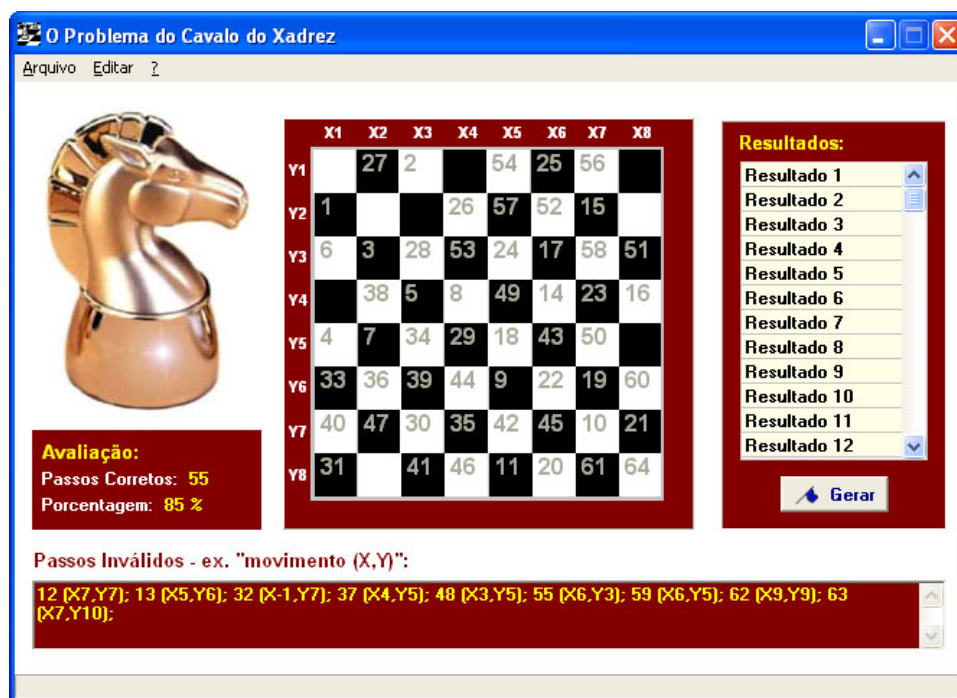 O Problema do Cavalo do Xadrez
Arquivo Editar ?
X1 X2 X3 X4 X5 X6 X7 X8
Y1 27 2 54 25 56
Y2 1 26 57 52 15
Y3 6 3 28 53 24 17 58 51
Y4 38 5 8 49 14 23 16
Y5 4 7 34 29 18 43 50
Y6 33 36 39 44 9 22 19 60
Y7 40 47 30 35 42 45 10 21
Y8 31 41 46 11 20 61 64
Avaliação:
Passos Corretos: 55
Porcentagem: 85 %
Resultados:
Resultado 1
Resultado 2
Resultado 3
Resultado 4
Resultado 5
Resultado 6
Resultado 7
Resultado 8
Resultado 9
Resultado 10
Resultado 11
Resultado 12
Gerar
Passos Inválidos - ex. "movimento (X,Y)":
12 (X7,Y7); 13 (X5,Y6); 32 (X-1,Y7); 37 (X4,Y5); 48 (X3,Y5); 55 (X6,Y3); 59 (X6,Y5); 62 (X9,Y9); 63
(X7,Y10);